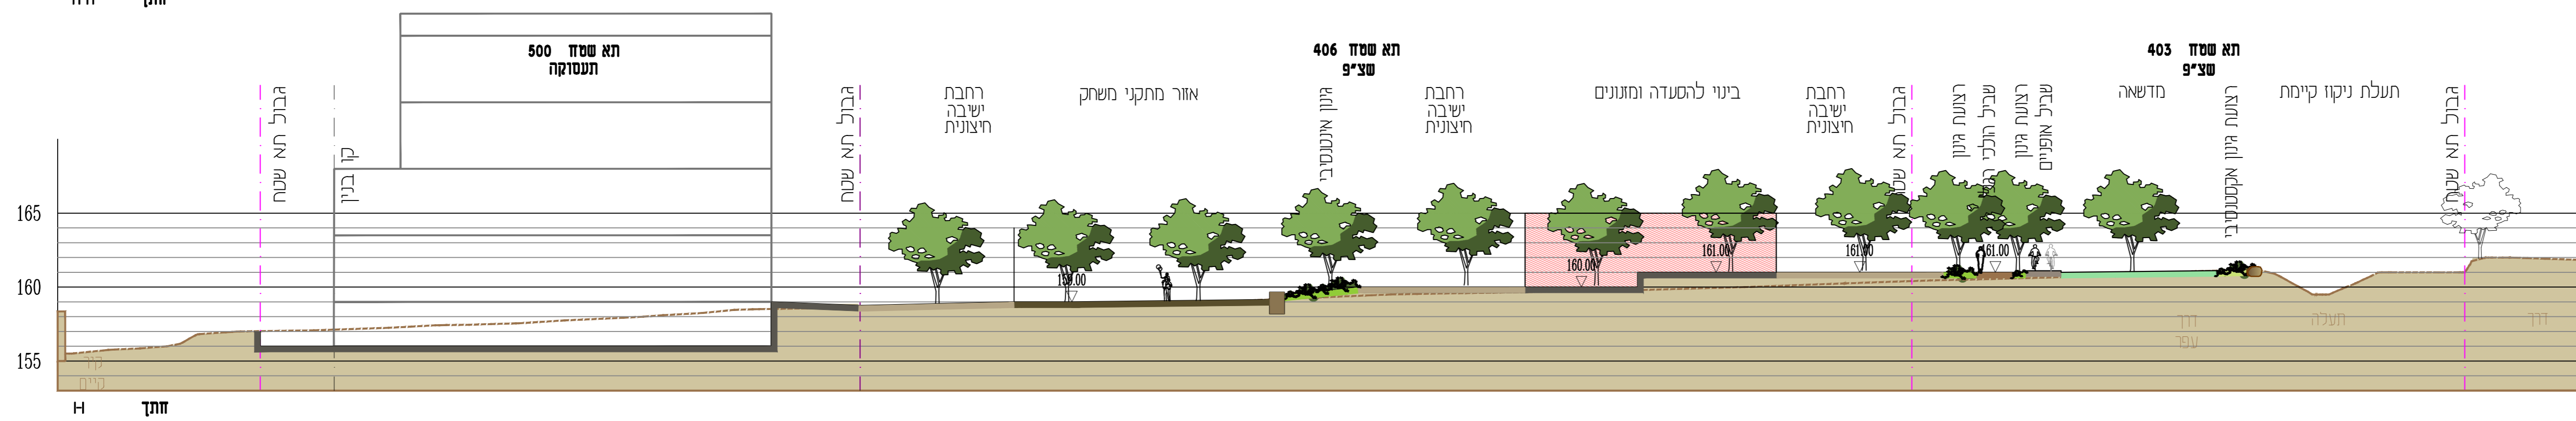 חתך
תא שטח 500
תעסוקה
תא שטח 406
שצ"פ
תא שטח 403
שצ"פ
גבול תא שטח
קו בנין
גבול תא שטח
רחבת
ישיבה
חיצונית
אזור מתקני משחק
גינון אינטנסיבי
רחבת
ישיבה
חיצונית
בינוי להסעדה ומזנונים
רחבת
ישיבה
חיצונית
גבול תא שטח
רצועת גינון
שביל הולכי רגל
רצועת גינון
שביל אופניים
מדשאה
רצועת גינון אקסטנסיבי
תעלת ניקוז קיימת
גבול תא שטח
165
160
155
159.00
160.00
161.00
161.00
161.00
קיר
קיים
דרך
עפר
תעלה
דרך
H חתך